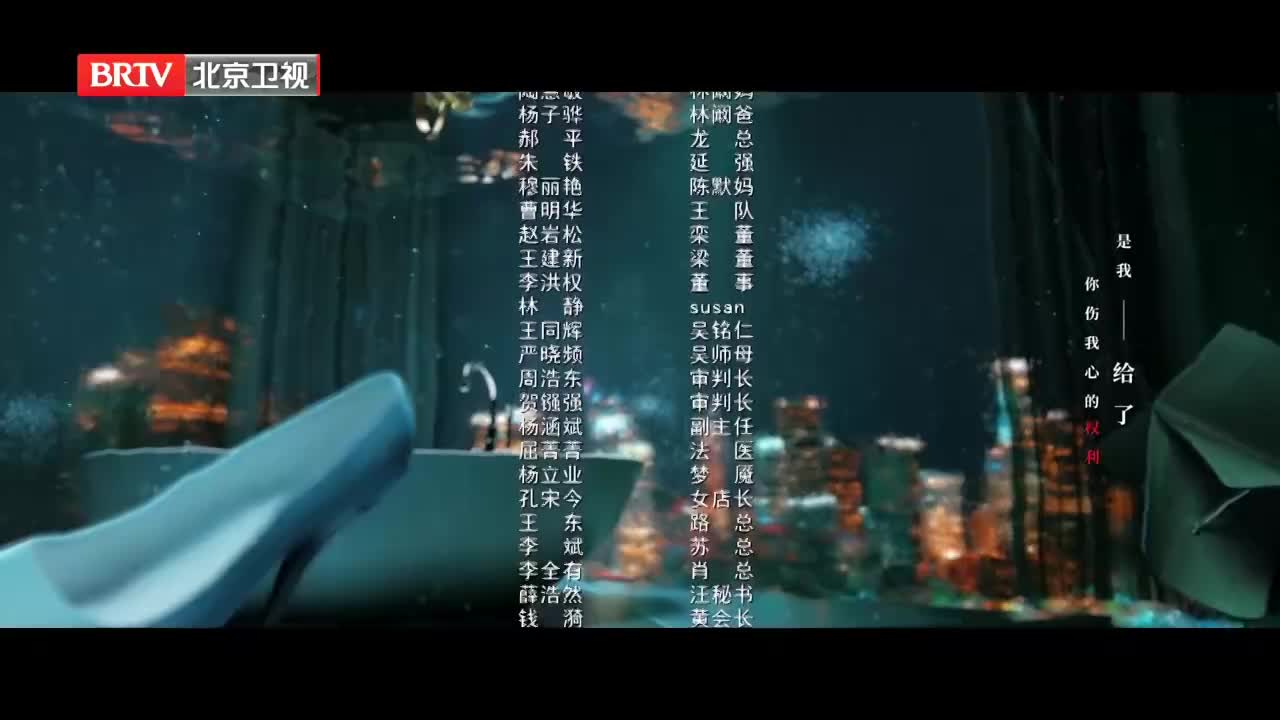 BRTV 北京卫视
杨子骅 林阚爸
郝平 龙总
朱铁 延强
穆丽艳 陈默妈
曹明华 王队
赵岩松 栾董
王建新 梁董
李洪权 董事
林静 susan
王同辉 吴铭仁
严晓频 吴师母
周浩东 审判长
贺镪强 审判长
杨涵斌 副主任
屈菁菁 法医
杨立业 梦魇
孔宋今 女店长
王东 路总
李斌 苏总
李全有 肖总
薛浩然 汪秘书
钱漪 黄会长
是我——给了
你伤我心的权利